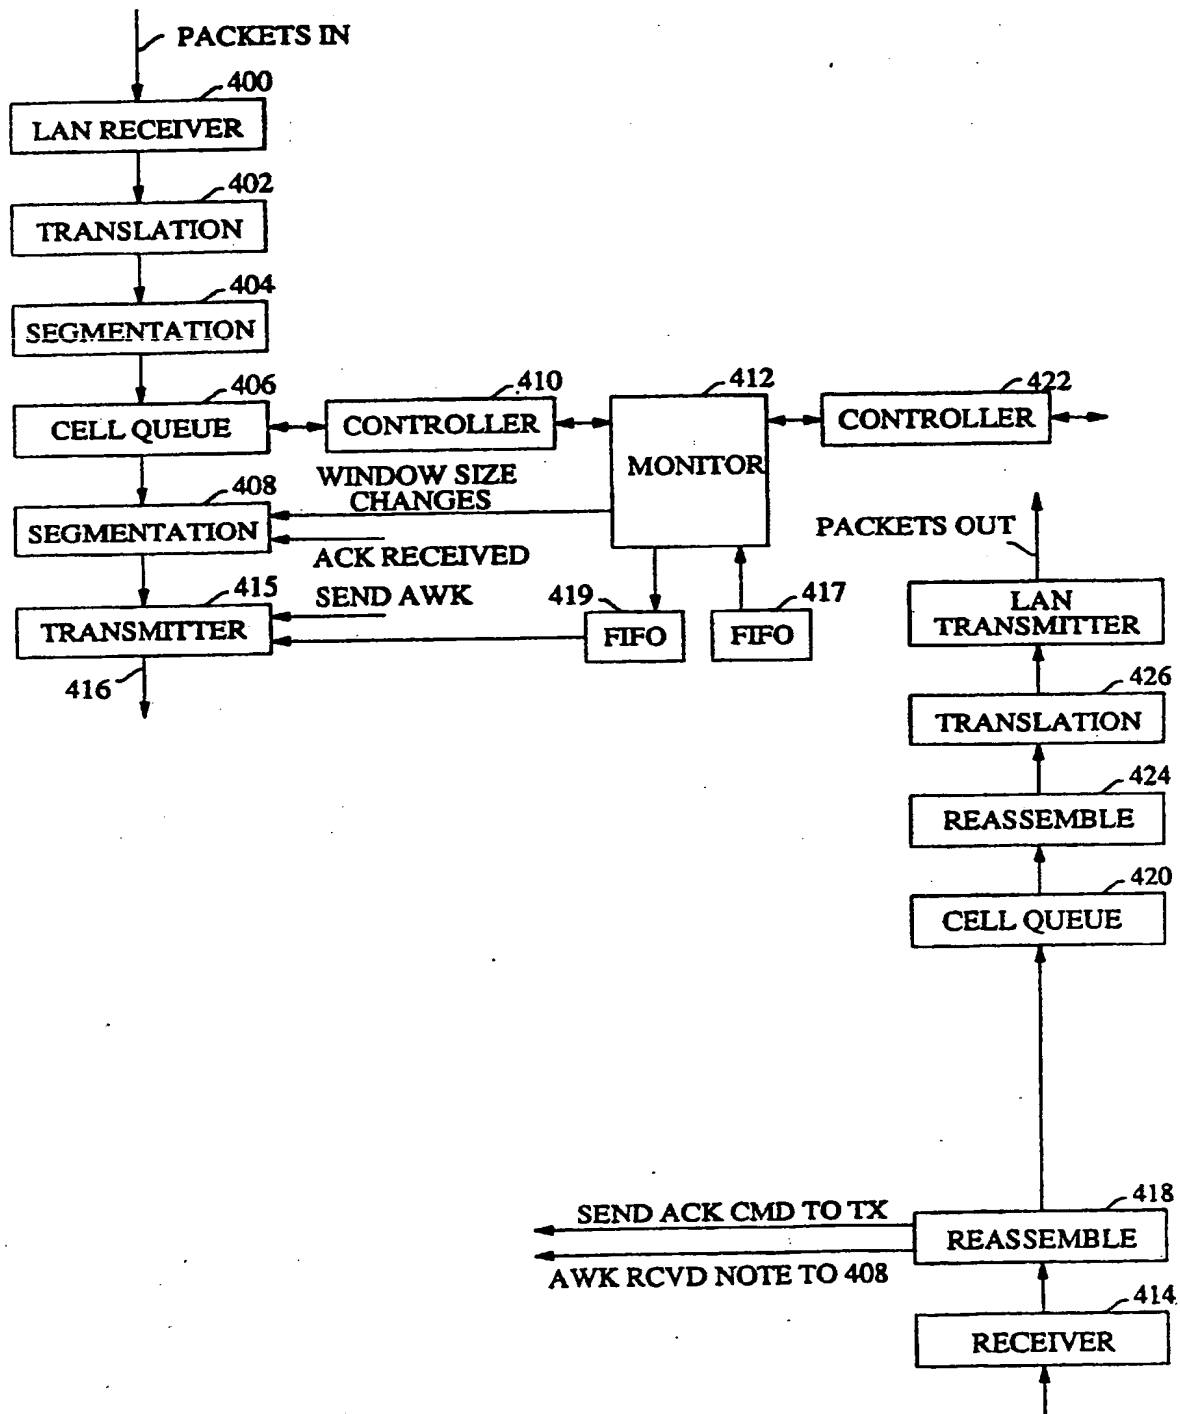 PACKETS IN
400
LAN RECEIVER
402
TRANSLATION
404
SEGMENTATION
406
CELL QUEUE
410
CONTROLLER
412
MONITOR
422
CONTROLLER
WINDOW SIZE
CHANGES
408
SEGMENTATION
ACK RECEIVED
SEND AWK
415
TRANSMITTER
416
419
FIFO
417
FIFO
PACKETS OUT
LAN
TRANSMITTER
426
TRANSLATION
424
REASSEMBLE
420
CELL QUEUE
SEND ACK CMD TO TX
AWK RCVD NOTE TO 408
418
REASSEMBLE
414
RECEIVER